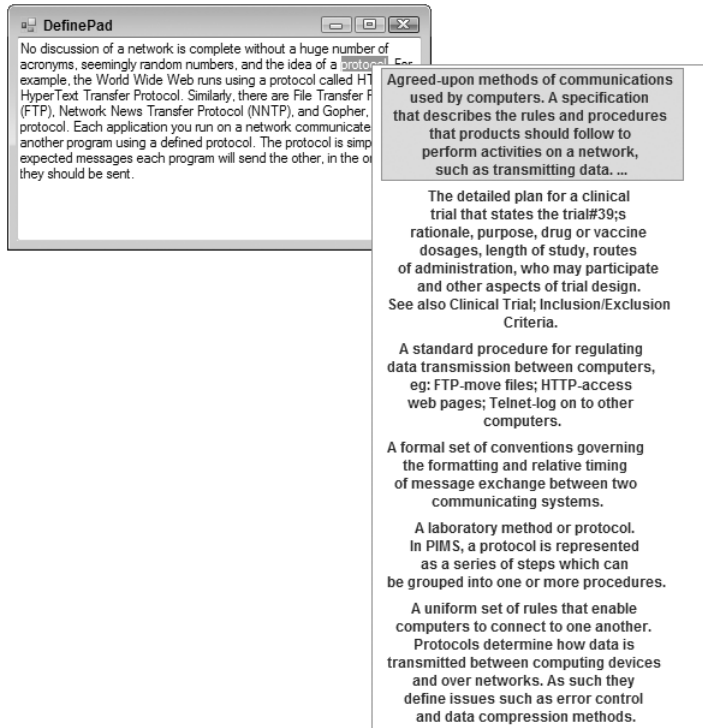 DefinePad
No discussion of a network is complete without a huge number of
acronyms, seemingly random numbers, and the idea of a protocol. For
example, the World Wide Web runs using a protocol called HT
HyperText Transfer Protocol. Similarly, there are File Transfer P
(FTP), Network News Transfer Protocol (NNTP), and Gopher,
protocol. Each application you run on a network communicate
another program using a defined protocol. The protocol is simp
expected messages each program will send the other, in the or
they should be sent.
Agreed-upon methods of communications
used by computers. A specification
that describes the rules and procedures
that products should follow to
perform activities on a network,
such as transmitting data. ...
The detailed plan for a clinical
trial that states the trial#39;s
rationale, purpose, drug or vaccine
dosages, length of study, routes
of administration, who may participate
and other aspects of trial design.
See also Clinical Trial; Inclusion/Exclusion
Criteria.
A standard procedure for regulating
data transmission between computers,
eg: FTP-move files; HTTP-access
web pages; Telnet-log on to other
computers.
A formal set of conventions governing
the formatting and relative timing
of message exchange between two
communicating systems.
A laboratory method or protocol.
In PIMS, a protocol is represented
as a series of steps which can
be grouped into one or more procedures.
A uniform set of rules that enable
computers to connect to one another.
Protocols determine how data is
transmitted between computing devices
and over networks. As such they
define issues such as error control
and data compression methods.